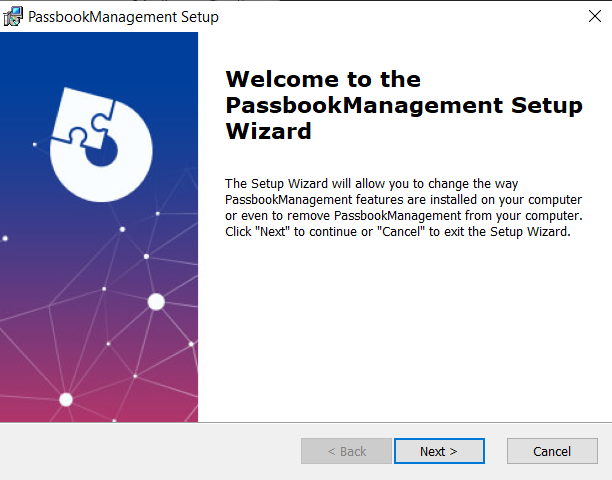 PassbookManagement Setup
Welcome to the
PassbookManagement Setup
Wizard
The Setup Wizard will allow you to change the way
PassbookManagement features are installed on your computer
or even to remove PassbookManagement from your computer.
Click "Next" to continue or "Cancel" to exit the Setup Wizard.
< Back
Next >
Cancel